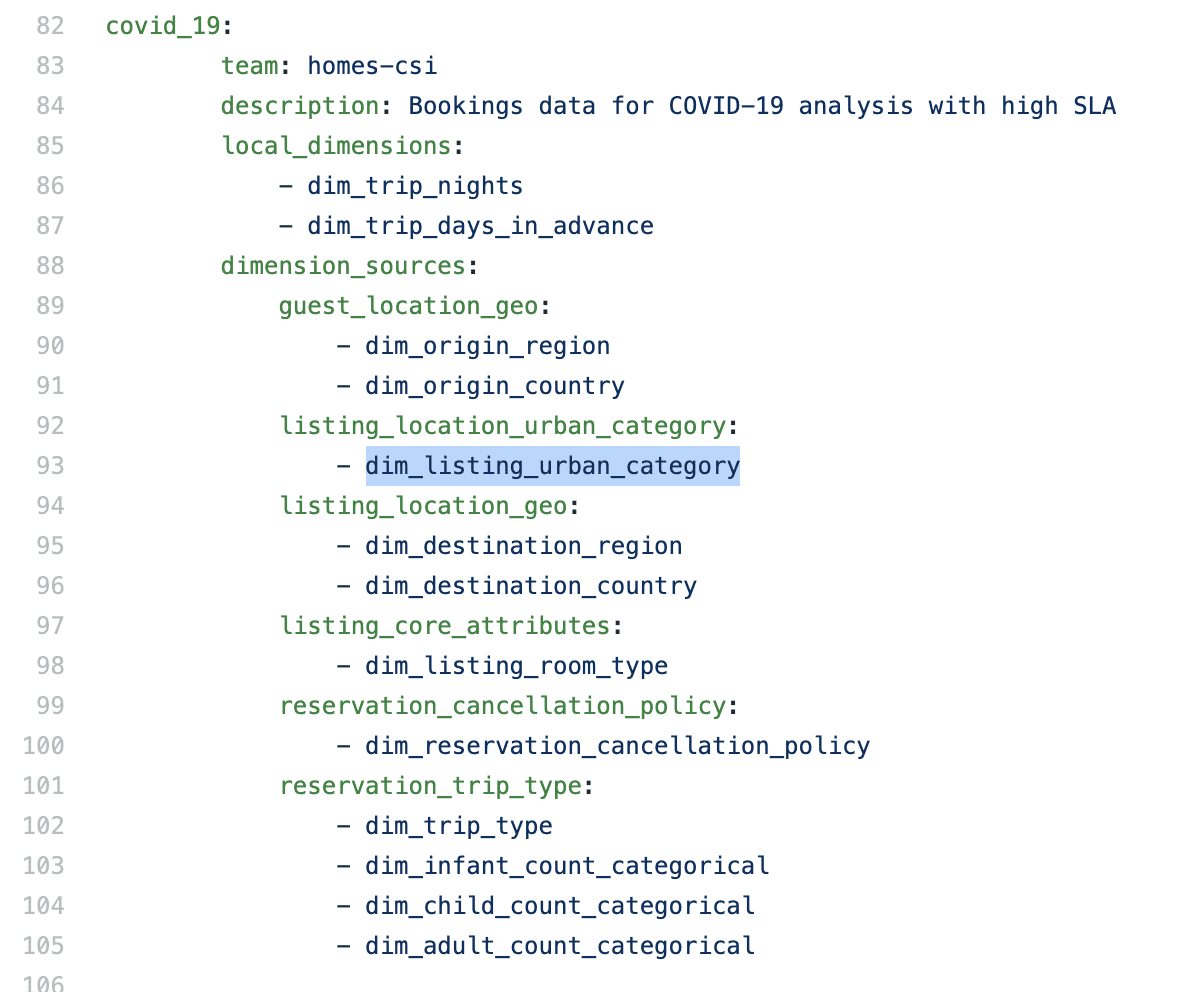 82 covid_19:
83 team: homes-csi
84 description: Bookings data for COVID-19 analysis with high SLA
85 local_dimensions:
86 - dim_trip_nights
87 - dim_trip_days_in_advance
88 dimension_sources:
89 guest_location_geo:
90 - dim_origin_region
91 - dim_origin_country
92 listing_location_urban_category:
93 - dim_listing_urban_category
94 listing_location_geo:
95 - dim_destination_region
96 - dim_destination_country
97 listing_core_attributes:
98 - dim_listing_room_type
99 reservation_cancellation_policy:
100 - dim_reservation_cancellation_policy
101 reservation_trip_type:
102 - dim_trip_type
103 - dim_infant_count_categorical
104 - dim_child_count_categorical
105 - dim_adult_count_categorical
106